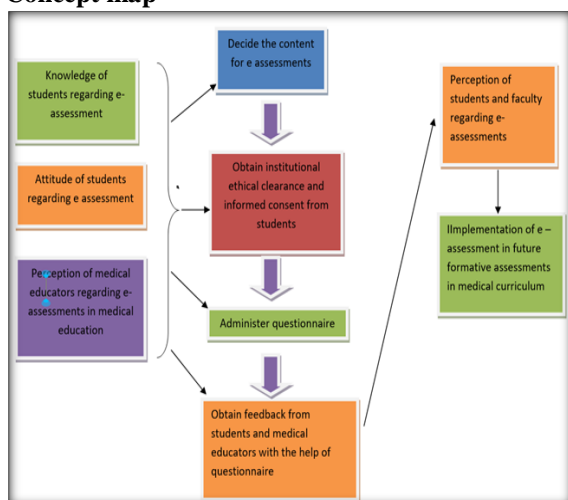 Concept map
Knowledge of
students regarding e-
assessment
Attitude of students
regarding e assessment
Perception of medical
educators regarding e-
assessments in medical
education
Decide the content
for e assessments
Obtain institutional
ethical clearance and
informed consent from
students
Administer questionnaire
Obtain feedback from
students and medical
educators with the help of
questionnaire
Perception of
students and faculty
regarding e-
assessments
IImplementation of e –
assessment in future
formative assessments
in medical curriculum